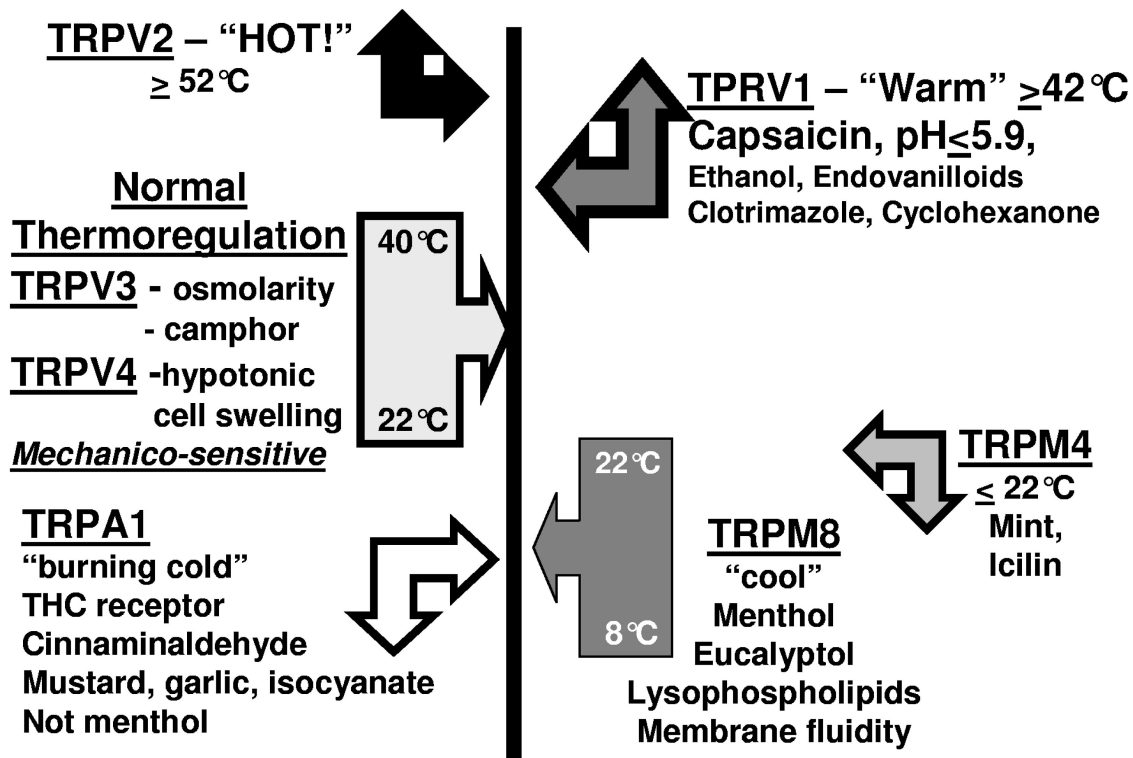 TRPV2 – “HOT!”
≥ 52°C
TPRV1 – “Warm” ≥42°C
Capsaicin, pH≤5.9,
Ethanol, Endovanilloids
Clotrimazole, Cyclohexanone
Normal
Thermoregulation
TRPV3 - osmolarity
- camphor
TRPV4 -hypotonic
cell swelling
Mechanico-sensitive
40°C
22°C
TRPA1
“burning cold”
THC receptor
Cinnaminaldehyde
Mustard, garlic, isocyanate
Not menthol
22°C
8°C
TRPM8
“cool”
Menthol
Eucalyptol
Lysophospholipids
Membrane fluidity
TRPM4
≤ 22°C
Mint,
Icilin